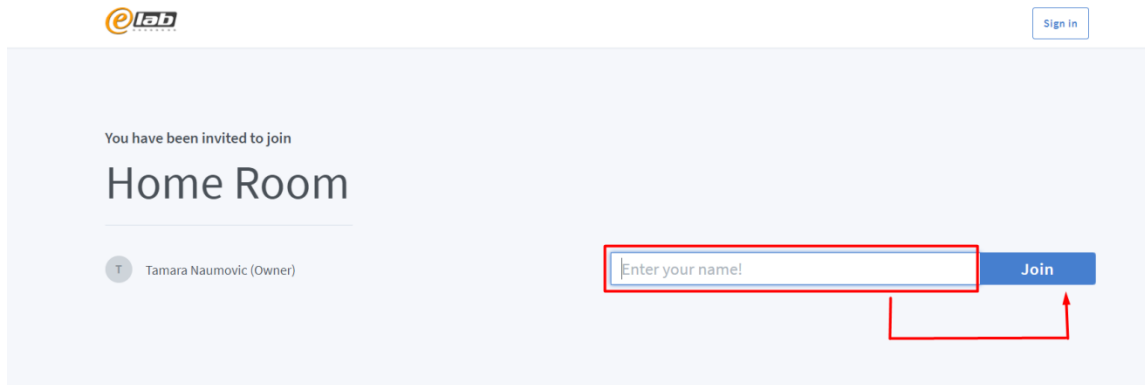 elab
Sign in
You have been invited to join
Home Room
T Tamara Naumovic (Owner)
Enter your name! Join